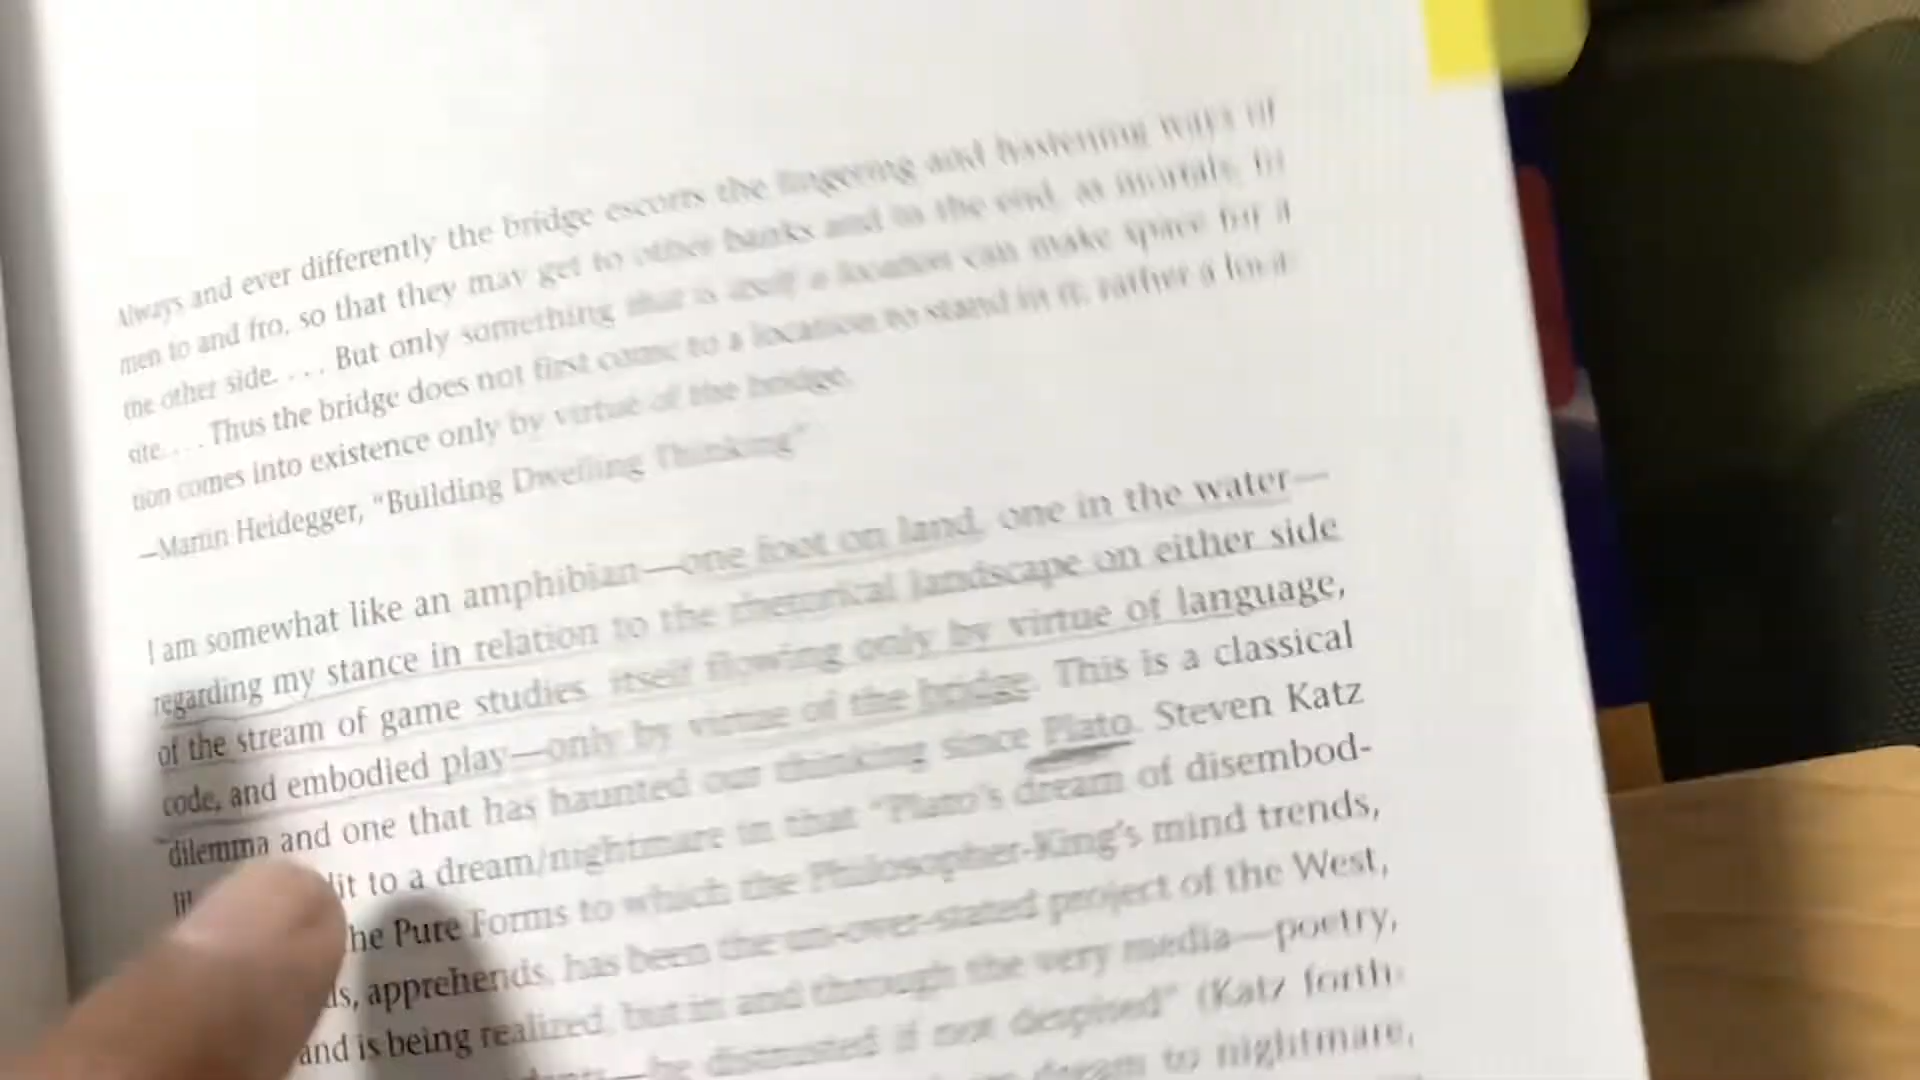 Always and ever differently the bridge escorts the lingering and hastening ways of
men to and fro, so that they may get to other banks and in the end, as mortals, to
the other side. . . . But only something that is itself a location can make space for a
site. . . . Thus the bridge does not first come to a location to stand in it; rather a loca-
tion comes into existence only by virtue of the bridge.
—Martin Heidegger, “Building Dwelling Thinking”
I am somewhat like an amphibian—one foot on land, one in the water—
regarding my stance in relation to the rhetorical landscape on either side
of the stream of game studies, itself flowing only by virtue of language,
code, and embodied play—only by virtue of the bridge. This is a classical
dilemma and one that has haunted our thinking since Plato. Steven Katz
to a dream/nightmare in that “Plato’s dream of disembod-
Pure Forms to which the Philosopher-King’s mind trends,
apprehends, has been the un-over-stated project of the West,
and is being realized, but in and through the very media—poetry,
be distrusted if not despised” (Katz forth-
dream to nightmare,